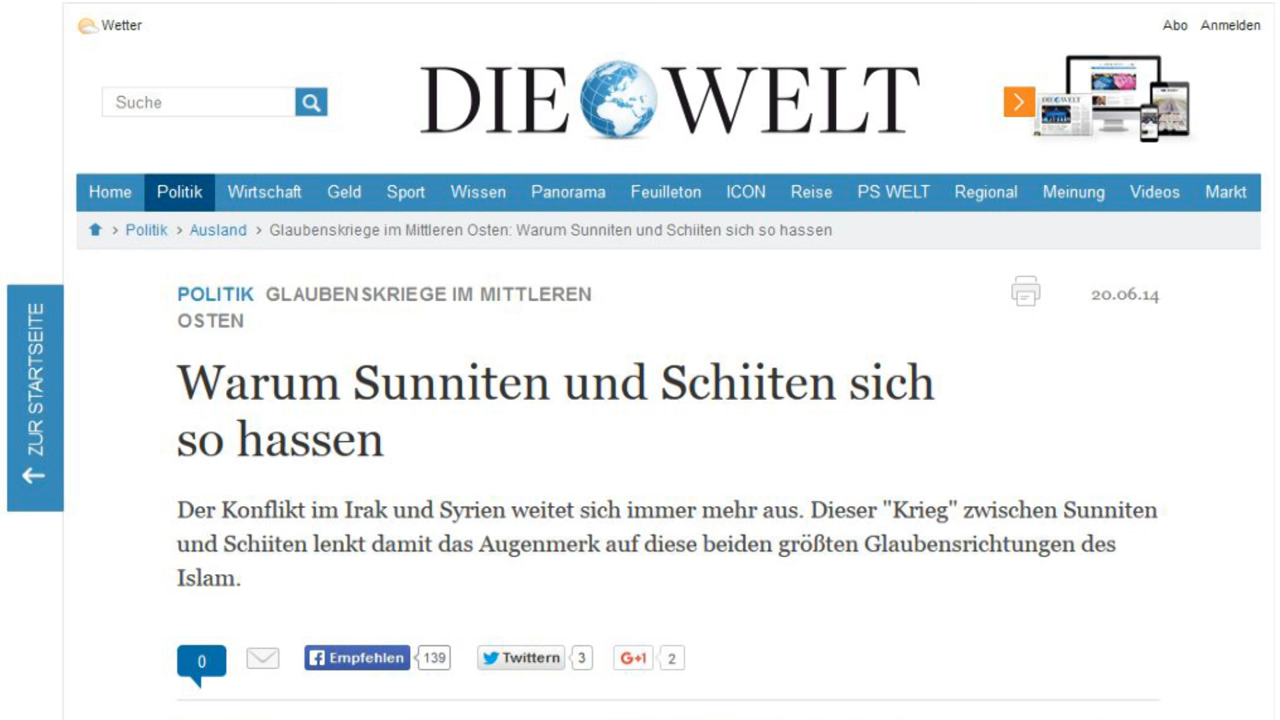 Wetter
Abo Anmelden
Suche
DIE WELT
Home Politik Wirtschaft Geld Sport Wissen Panorama Feuilleton ICON Reise PS WELT Regional Meinung Videos Markt
> Politik > Ausland > Glaubenskriege im Mittleren Osten: Warum Sunniten und Schiiten sich so hassen
ZUR STARTSEITE
POLITIK GLAUBENSKRIEGE IM MITTLEREN
OSTEN
20.06.14
Warum Sunniten und Schiiten sich
so hassen
Der Konflikt im Irak und Syrien weitet sich immer mehr aus. Dieser "Krieg" zwischen Sunniten
und Schiiten lenkt damit das Augenmerk auf diese beiden größten Glaubensrichtungen des
Islam.
0 Empfehlen 139 Twittern 3 G+1 2